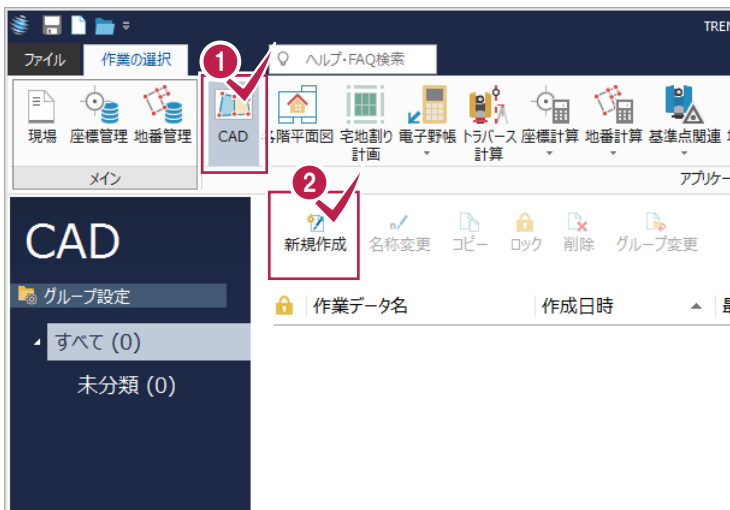 TREN
ファイル 作業の選択 ヘルプ・FAQ検索
1
現場 座標管理 地番管理 CAD 各階平面図 宅地割り計画 電子野帳 トラバース計算 座標計算 地番計算 基準点関連
メイン アプリケー
2
CAD
新規作成 名称変更 コピー ロック 削除 グループ変更
グループ設定
作業データ名 作成日時
すべて (0)
未分類 (0)